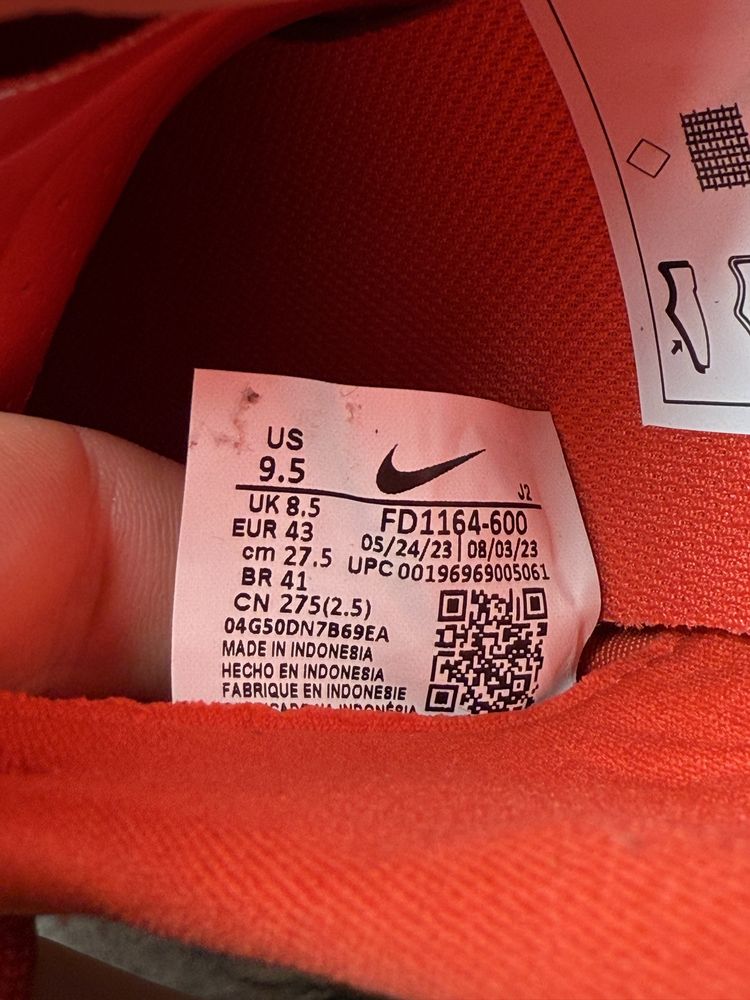 US
9.5
J2
UK 8.5
EUR 43
cm 27.5
BR 41
CN 275(2.5)
FD1164-600
05/24/23 | 08/03/23
UPC 00196969005061
04G50DN7B69EA
MADE IN INDONESIA
HECHO EN INDONESIA
FABRIQUE EN INDONESIE
INDONÉSIA